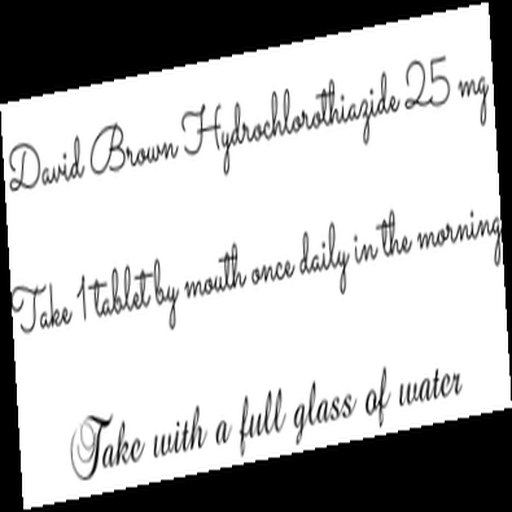 David Brown Hydrochlorothiazide 25 mg
Take 1 tablet by mouth once daily in the morning
Take with a full glass of water